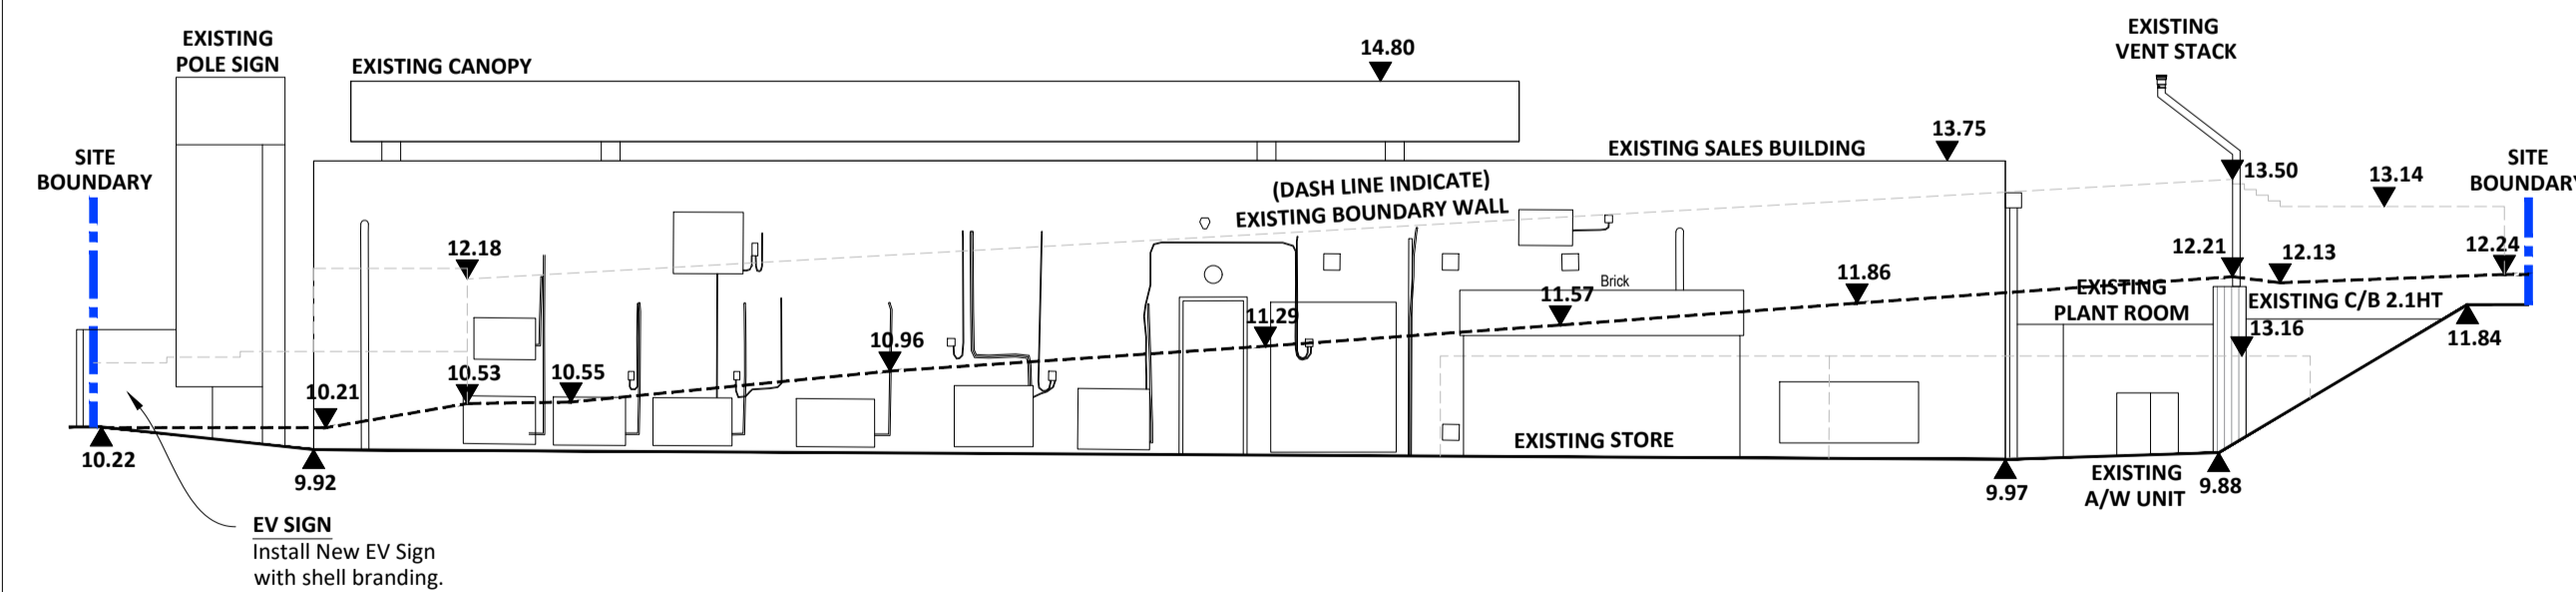 EXISTING
POLE SIGN
EXISTING CANOPY
14.80
EXISTING
VENT STACK
SITE
BOUNDARY
EXISTING SALES BUILDING
13.75
13.50
13.14
SITE
BOUNDARY
(DASH LINE INDICATE)
EXISTING BOUNDARY WALL
12.18
12.21
12.13
12.24
Brick
11.86
11.57
11.29
10.96
EXISTING
PLANT ROOM
EXISTING C/B 2.1HT
13.16
11.84
10.21
10.53
10.55
EXISTING STORE
10.22
9.92
9.97
EXISTING
A/W UNIT
9.88
EV SIGN
Install New EV Sign
with shell branding.